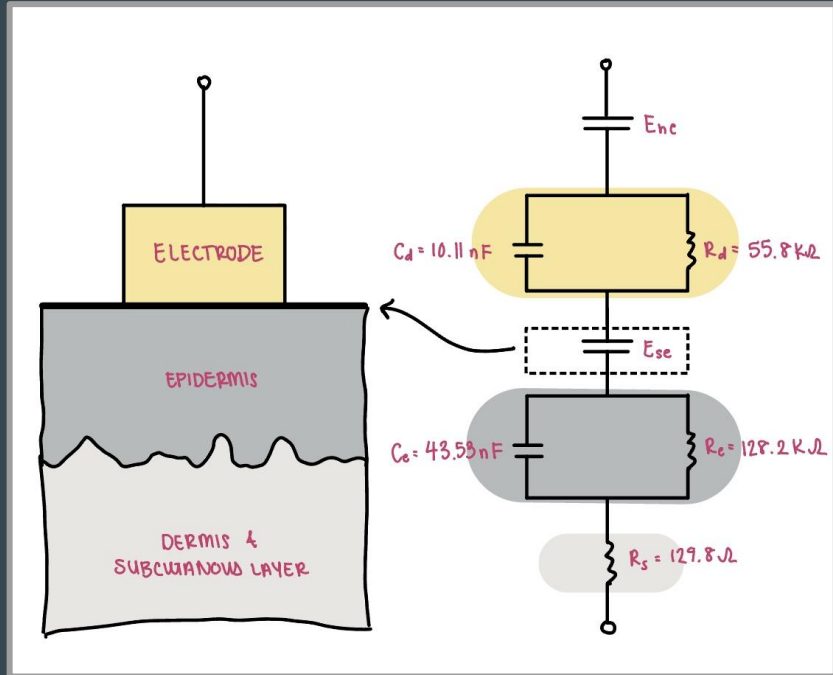 ELECTRODE
EPIDERMIS
DERMIS &
SUBCUTANOUS LAYER
Enc
Cd = 10.11 nF
Rd = 55.8 kΩ
Ese
Ce = 43.53 nF
Re = 128.2 KΩ
Rs = 129.8Ω